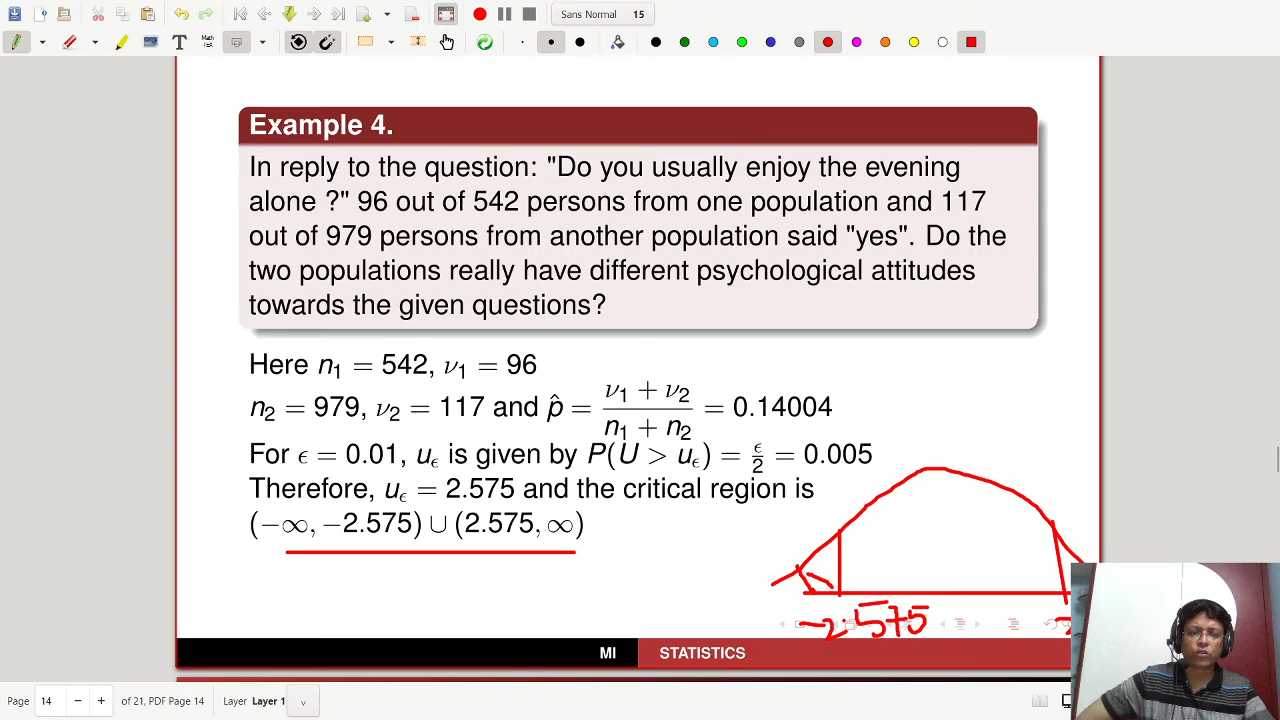 Sans Normal 15
Math Text
Example 4.
In reply to the question: "Do you usually enjoy the evening
alone ?" 96 out of 542 persons from one population and 117
out of 979 persons from another population said "yes". Do the
two populations really have different psychological attitudes
towards the given questions?
Here n₁ = 542, ν₁ = 96
n₂ = 979, ν₂ = 117 and p̂ = (ν₁ + ν₂)/(n₁ + n₂) = 0.14004
For ϵ = 0.01, u_ϵ is given by P(U > u_ϵ) = ϵ/2 = 0.005
Therefore, u_ϵ = 2.575 and the critical region is
(−∞, −2.575) ∪ (2.575, ∞)
-2.575
MI STATISTICS
Page 14 − + of 21, PDF Page 14 Layer Layer 1